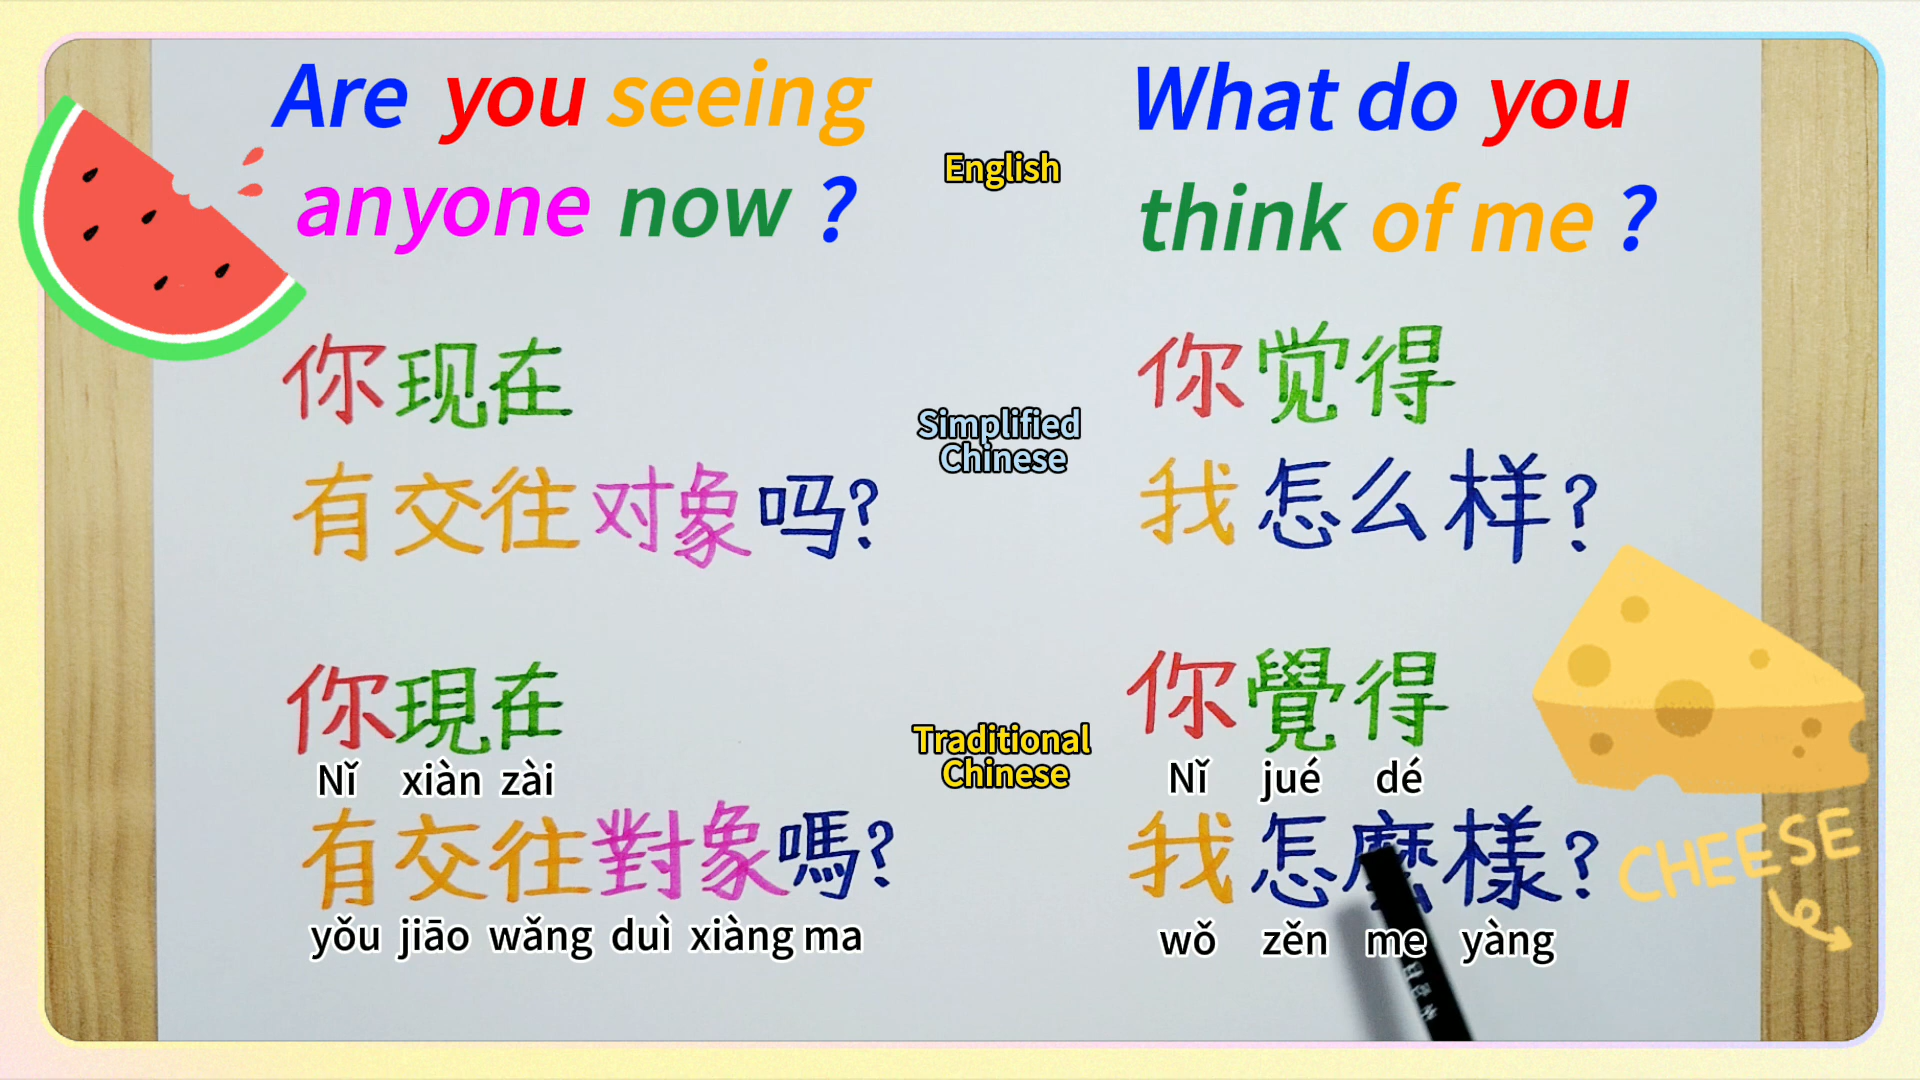 Are you seeing
anyone now ?
What do you
think of me ?
English
你现在
有交往对象吗?
你觉得
我怎么样?
Simplified
Chinese
你現在
Nǐ xiàn zài
有交往對象嗎?
yǒu jiāo wǎng duì xiàng ma
你覺得
Nǐ jué dé
我怎麼樣?
wǒ zěn me yàng
Traditional
Chinese
CHEESE